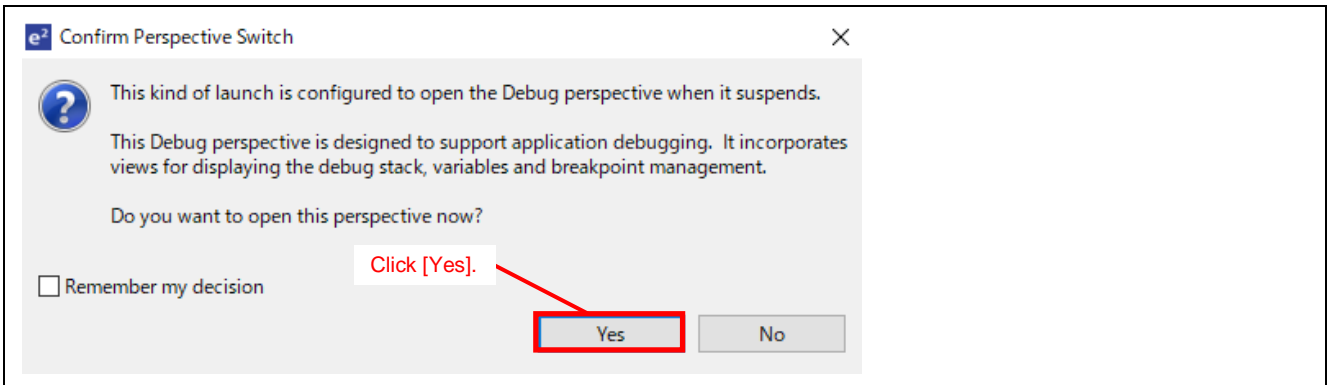 e² Confirm Perspective Switch
This kind of launch is configured to open the Debug perspective when it suspends.
This Debug perspective is designed to support application debugging. It incorporates
views for displaying the debug stack, variables and breakpoint management.
Do you want to open this perspective now?
Click [Yes].
Remember my decision
Yes No